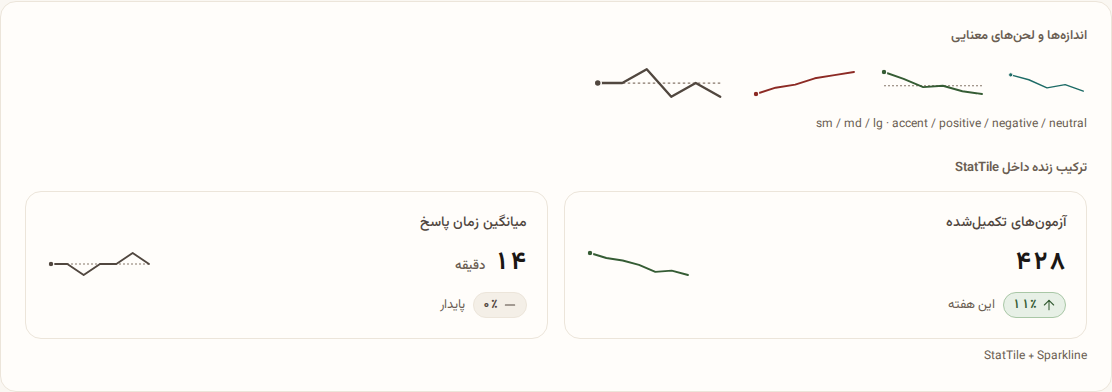 اندازه‌ها و لحن‌های معنایی
sm / md / lg · accent / positive / negative / neutral
ترکیب زنده داخل StatTile
آزمون‌های تکمیل‌شده
۴۲۸
۱۱٪ این هفته
میانگین زمان پاسخ
۱۴ دقیقه
۰٪ پایدار
StatTile + Sparkline